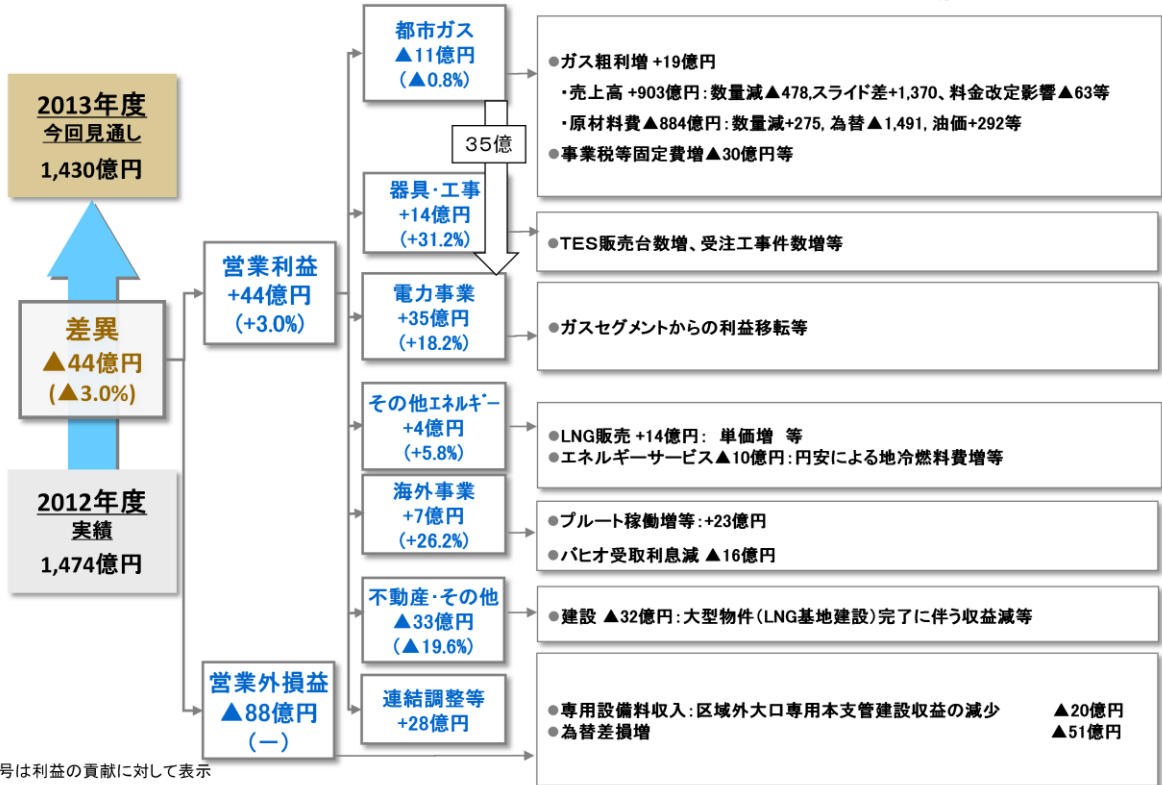 2013年度
今回見通し
1,430億円
差異
▲44億円
(▲3.0%)
2012年度
実績
1,474億円
営業利益
+44億円
(+3.0%)
営業外損益
▲88億円
(ー)
都市ガス
▲11億円
(▲0.8%)
35億
器具・工事
+14億円
(+31.2%)
電力事業
+35億円
(+18.2%)
その他エネルギー
+4億円
(+5.8%)
海外事業
+7億円
(+26.2%)
不動産・その他
▲33億円
(▲19.6%)
連結調整等
+28億円
●ガス粗利増 +19億円
・売上高 +903億円：数量減▲478,スライド差+1,370、料金改定影響▲63等
・原材料費▲884億円：数量減+275, 為替▲1,491, 油価+292等
●事業税等固定費増▲30億円等
●TES販売台数増、受注工事件数増等
●ガスセグメントからの利益移転等
●LNG販売 +14億円： 単価増 等
●エネルギーサービス▲10億円：円安による地冷燃料費増等
●プルート稼働増等：+23億円
●バヒオ受取利息減 ▲16億円
●建設 ▲32億円：大型物件(LNG基地建設)完了に伴う収益減等
●専用設備料収入：区域外大口専用本支管建設収益の減少 ▲20億円
●為替差損増 ▲51億円
号は利益の貢献に対して表示